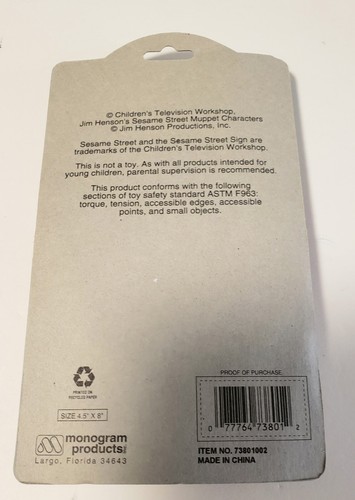 © Children's Television Workshop,
Jim Henson's Sesame Street Muppet Characters
© Jim Henson Productions, Inc.
Sesame Street and the Sesame Street Sign are
trademarks of the Children's Television Workshop.
This is not a toy. As with all products intended for
young children, parental supervision is recommended.
This product conforms with the following
sections of toy safety standard ASTM F963:
torque, tension, accessible edges, accessible
points, and small objects.
PRINTED ON
RECYCLED PAPER
SIZE 4.5" X 8"
monogram
products
Largo, Florida 34643
PROOF OF PURCHASE
0 77764 73801 2
ITEM NO. 73801002
MADE IN CHINA